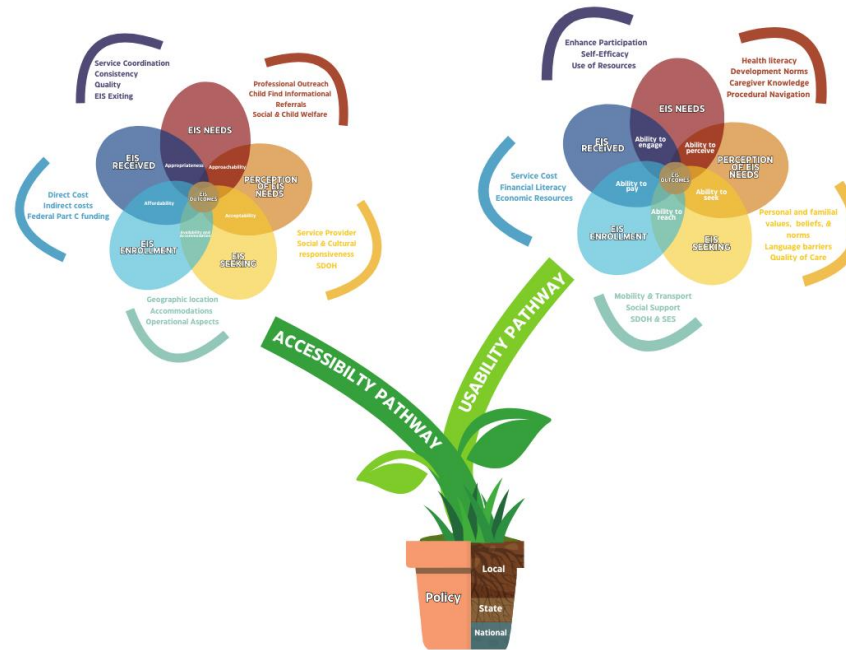 Service Coordination
Consistency
Quality
EIS Exiting
Professional Outreach
Child Find Informational
Referrals
Social & Child Welfare
EIS NEEDS
EIS
RECEIVED
Appropriateness
Approachability
PERCEPTION
OF EIS
NEEDS
EIS
OUTCOMES
Direct Cost
Indirect costs
Federal Part C funding
Affordability
Acceptability
Availability and
Accommodation
EIS
ENROLLMENT
EIS
SEEKING
Service Provider
Social & Cultural
responsiveness
SDOH
Geographic location
Accommodations
Operational Aspects
Enhance Participation
Self-Efficacy
Use of Resources
Health literacy
Development Norms
Caregiver Knowledge
Procedural Navigation
EIS NEEDS
EIS
RECEIVED
Ability to
engage
Ability to
perceive
PERCEPTION
OF EIS
NEEDS
EIS
OUTCOMES
Service Cost
Financial Literacy
Economic Resources
Ability to
pay
Ability to
seek
Ability to
reach
EIS
ENROLLMENT
EIS
SEEKING
Personal and familial
values, beliefs, &
norms
Language barriers
Quality of Care
Mobility & Transport
Social Support
SDOH & SES
ACCESSIBILTY PATHWAY
USABILITY PATHWAY
Policy
Local
State
National